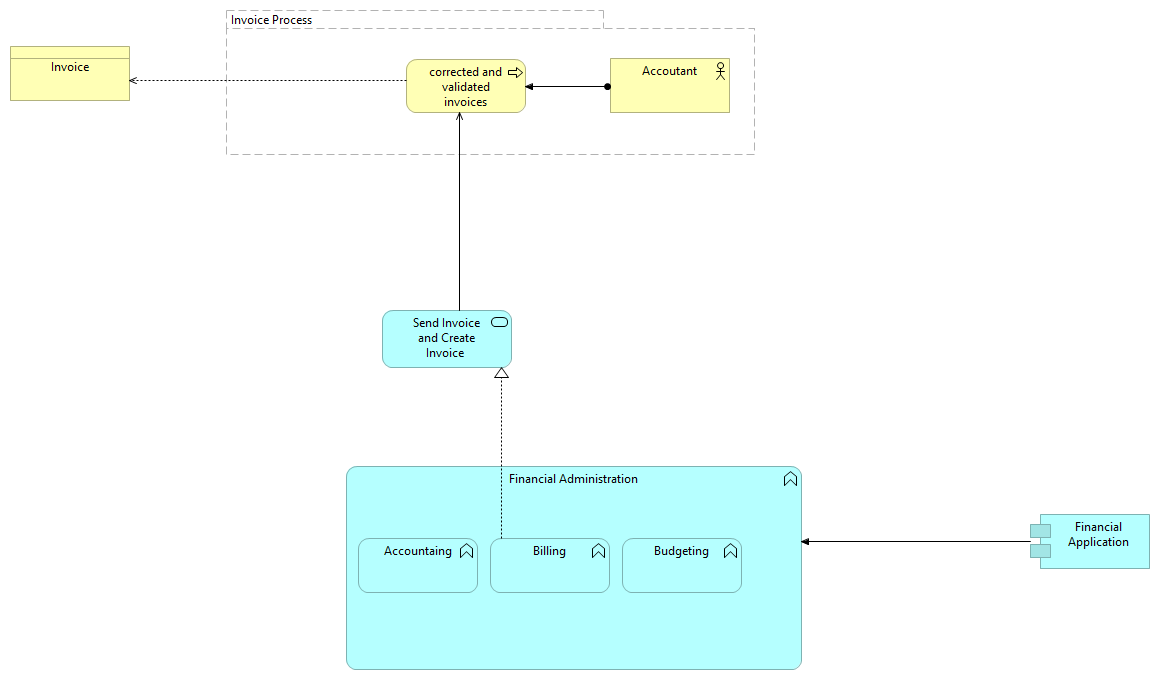 Invoice Process
Invoice
corrected and
validated
invoices
Accoutant
Send Invoice
and Create
Invoice
Financial Administration
Accountaing
Billing
Budgeting
Financial
Application